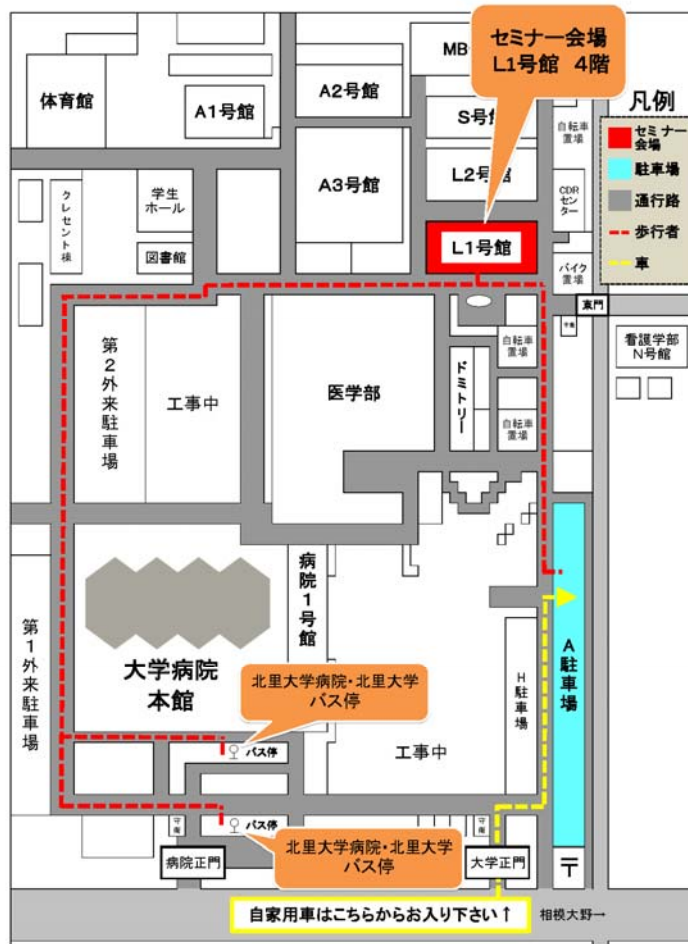 セミナー会場
L1号館 4階
MB
体育館
A1号館
A2号館
S号館
凡例
自転車
置場
セミナー
会場
駐車場
通行路
歩行者
車
A3号館
L2号館
CDR
センター
クレセント棟
学生
ホール
図書館
L1号館
バイク
置場
東門
看護学部
N号館
第2外来駐車場
工事中
医学部
ドミトリー
自転車
置場
自転車
置場
病院1号館
大学病院
本館
第1外来駐車場
A駐車場
H駐車場
北里大学病院・北里大学
バス停
バス停
工事中
守衛
バス停
守衛
北里大学病院・北里大学
バス停
病院正門
大学正門
〒
自家用車はこちらからお入り下さい↑
相模大野→